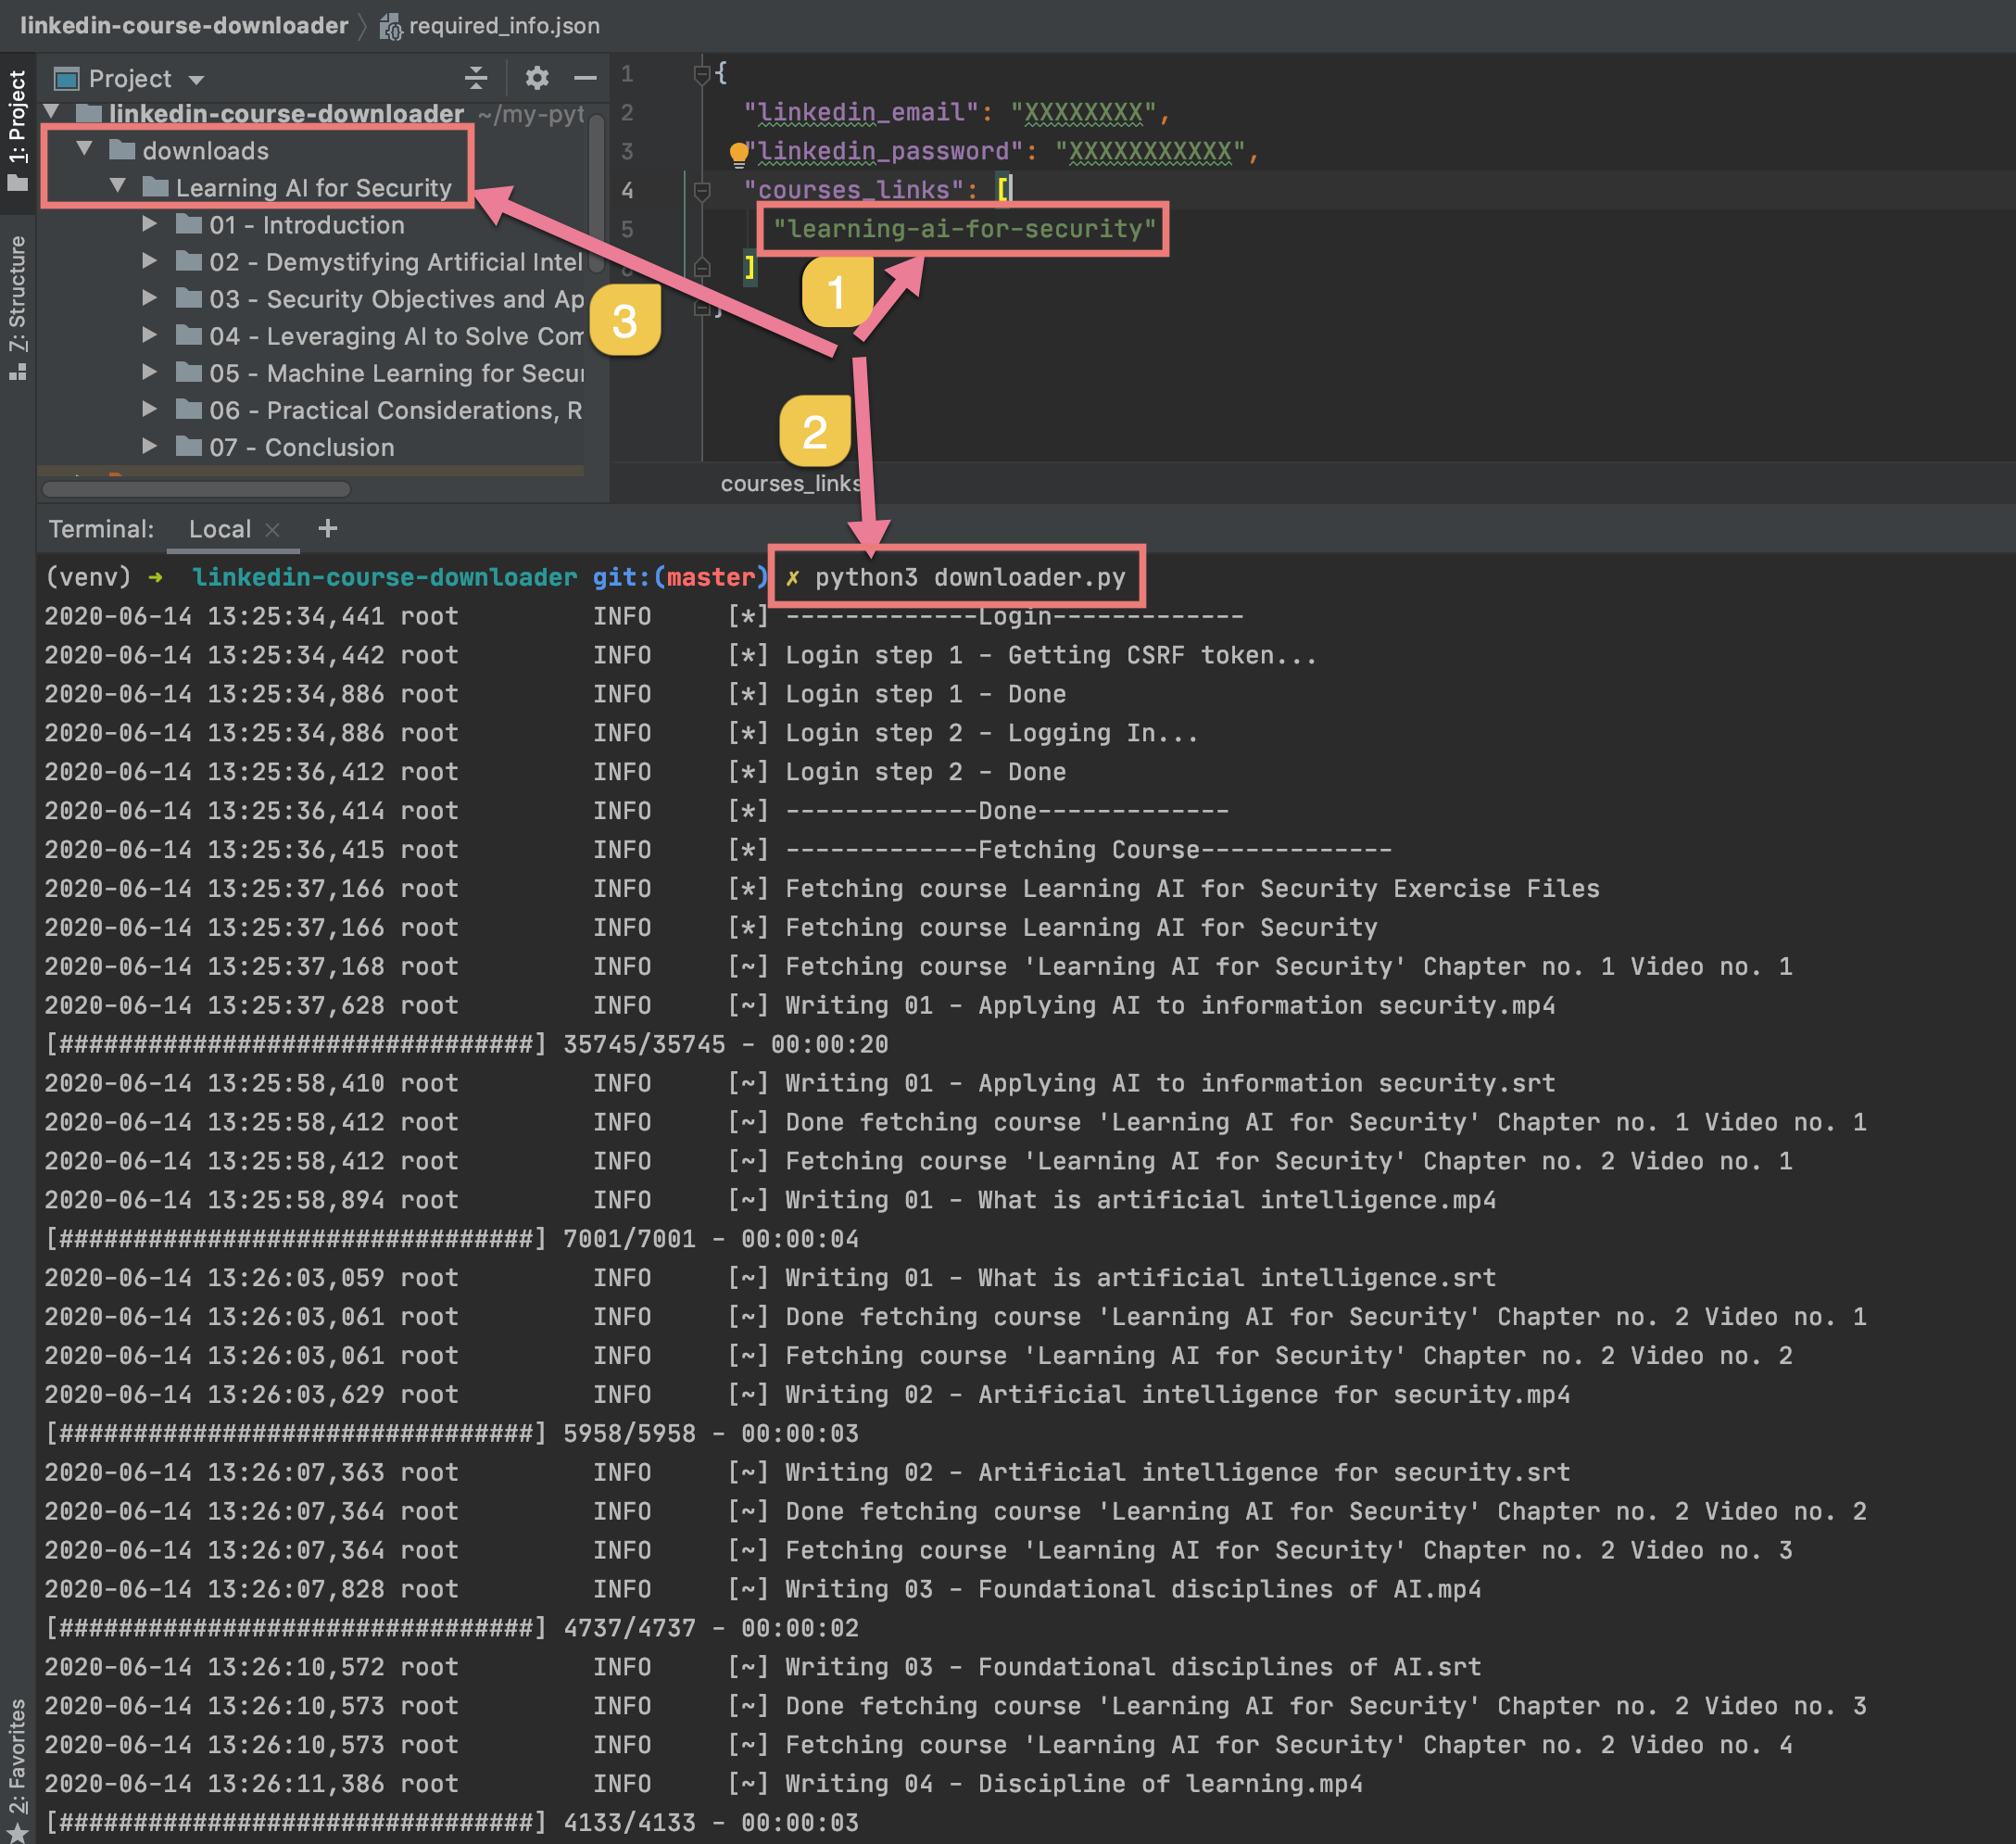 linkedin-course-downloader required_info.json
1: Project
7: Structure
2: Favorites
Project
linkedin-course-downloader ~/my-pyt
downloads
Learning AI for Security
01 - Introduction
02 - Demystifying Artificial Intel
03 - Security Objectives and Ap
04 - Leveraging AI to Solve Com
05 - Machine Learning for Secur
06 - Practical Considerations, R
07 - Conclusion
1 {
2 "linkedin_email": "XXXXXXXX",
3 "linkedin_password": "XXXXXXXXXXX",
4 "courses_links": [
5 "learning-ai-for-security"
]
1
3
2
courses_links
Terminal: Local × +
(venv) ➜ linkedin-course-downloader git:(master) ✗ python3 downloader.py
2020-06-14 13:25:34,441 root INFO [*] -------------Login-------------
2020-06-14 13:25:34,442 root INFO [*] Login step 1 - Getting CSRF token...
2020-06-14 13:25:34,886 root INFO [*] Login step 1 - Done
2020-06-14 13:25:34,886 root INFO [*] Login step 2 - Logging In...
2020-06-14 13:25:36,412 root INFO [*] Login step 2 - Done
2020-06-14 13:25:36,414 root INFO [*] -------------Done-------------
2020-06-14 13:25:36,415 root INFO [*] -------------Fetching Course-------------
2020-06-14 13:25:37,166 root INFO [*] Fetching course Learning AI for Security Exercise Files
2020-06-14 13:25:37,166 root INFO [*] Fetching course Learning AI for Security
2020-06-14 13:25:37,168 root INFO [~] Fetching course 'Learning AI for Security' Chapter no. 1 Video no. 1
2020-06-14 13:25:37,628 root INFO [~] Writing 01 - Applying AI to information security.mp4
[################################] 35745/35745 - 00:00:20
2020-06-14 13:25:58,410 root INFO [~] Writing 01 - Applying AI to information security.srt
2020-06-14 13:25:58,412 root INFO [~] Done fetching course 'Learning AI for Security' Chapter no. 1 Video no. 1
2020-06-14 13:25:58,412 root INFO [~] Fetching course 'Learning AI for Security' Chapter no. 2 Video no. 1
2020-06-14 13:25:58,894 root INFO [~] Writing 01 - What is artificial intelligence.mp4
[################################] 7001/7001 - 00:00:04
2020-06-14 13:26:03,059 root INFO [~] Writing 01 - What is artificial intelligence.srt
2020-06-14 13:26:03,061 root INFO [~] Done fetching course 'Learning AI for Security' Chapter no. 2 Video no. 1
2020-06-14 13:26:03,061 root INFO [~] Fetching course 'Learning AI for Security' Chapter no. 2 Video no. 2
2020-06-14 13:26:03,629 root INFO [~] Writing 02 - Artificial intelligence for security.mp4
[################################] 5958/5958 - 00:00:03
2020-06-14 13:26:07,363 root INFO [~] Writing 02 - Artificial intelligence for security.srt
2020-06-14 13:26:07,364 root INFO [~] Done fetching course 'Learning AI for Security' Chapter no. 2 Video no. 2
2020-06-14 13:26:07,364 root INFO [~] Fetching course 'Learning AI for Security' Chapter no. 2 Video no. 3
2020-06-14 13:26:07,828 root INFO [~] Writing 03 - Foundational disciplines of AI.mp4
[################################] 4737/4737 - 00:00:02
2020-06-14 13:26:10,572 root INFO [~] Writing 03 - Foundational disciplines of AI.srt
2020-06-14 13:26:10,573 root INFO [~] Done fetching course 'Learning AI for Security' Chapter no. 2 Video no. 3
2020-06-14 13:26:10,573 root INFO [~] Fetching course 'Learning AI for Security' Chapter no. 2 Video no. 4
2020-06-14 13:26:11,386 root INFO [~] Writing 04 - Discipline of learning.mp4
[################################] 4133/4133 - 00:00:03